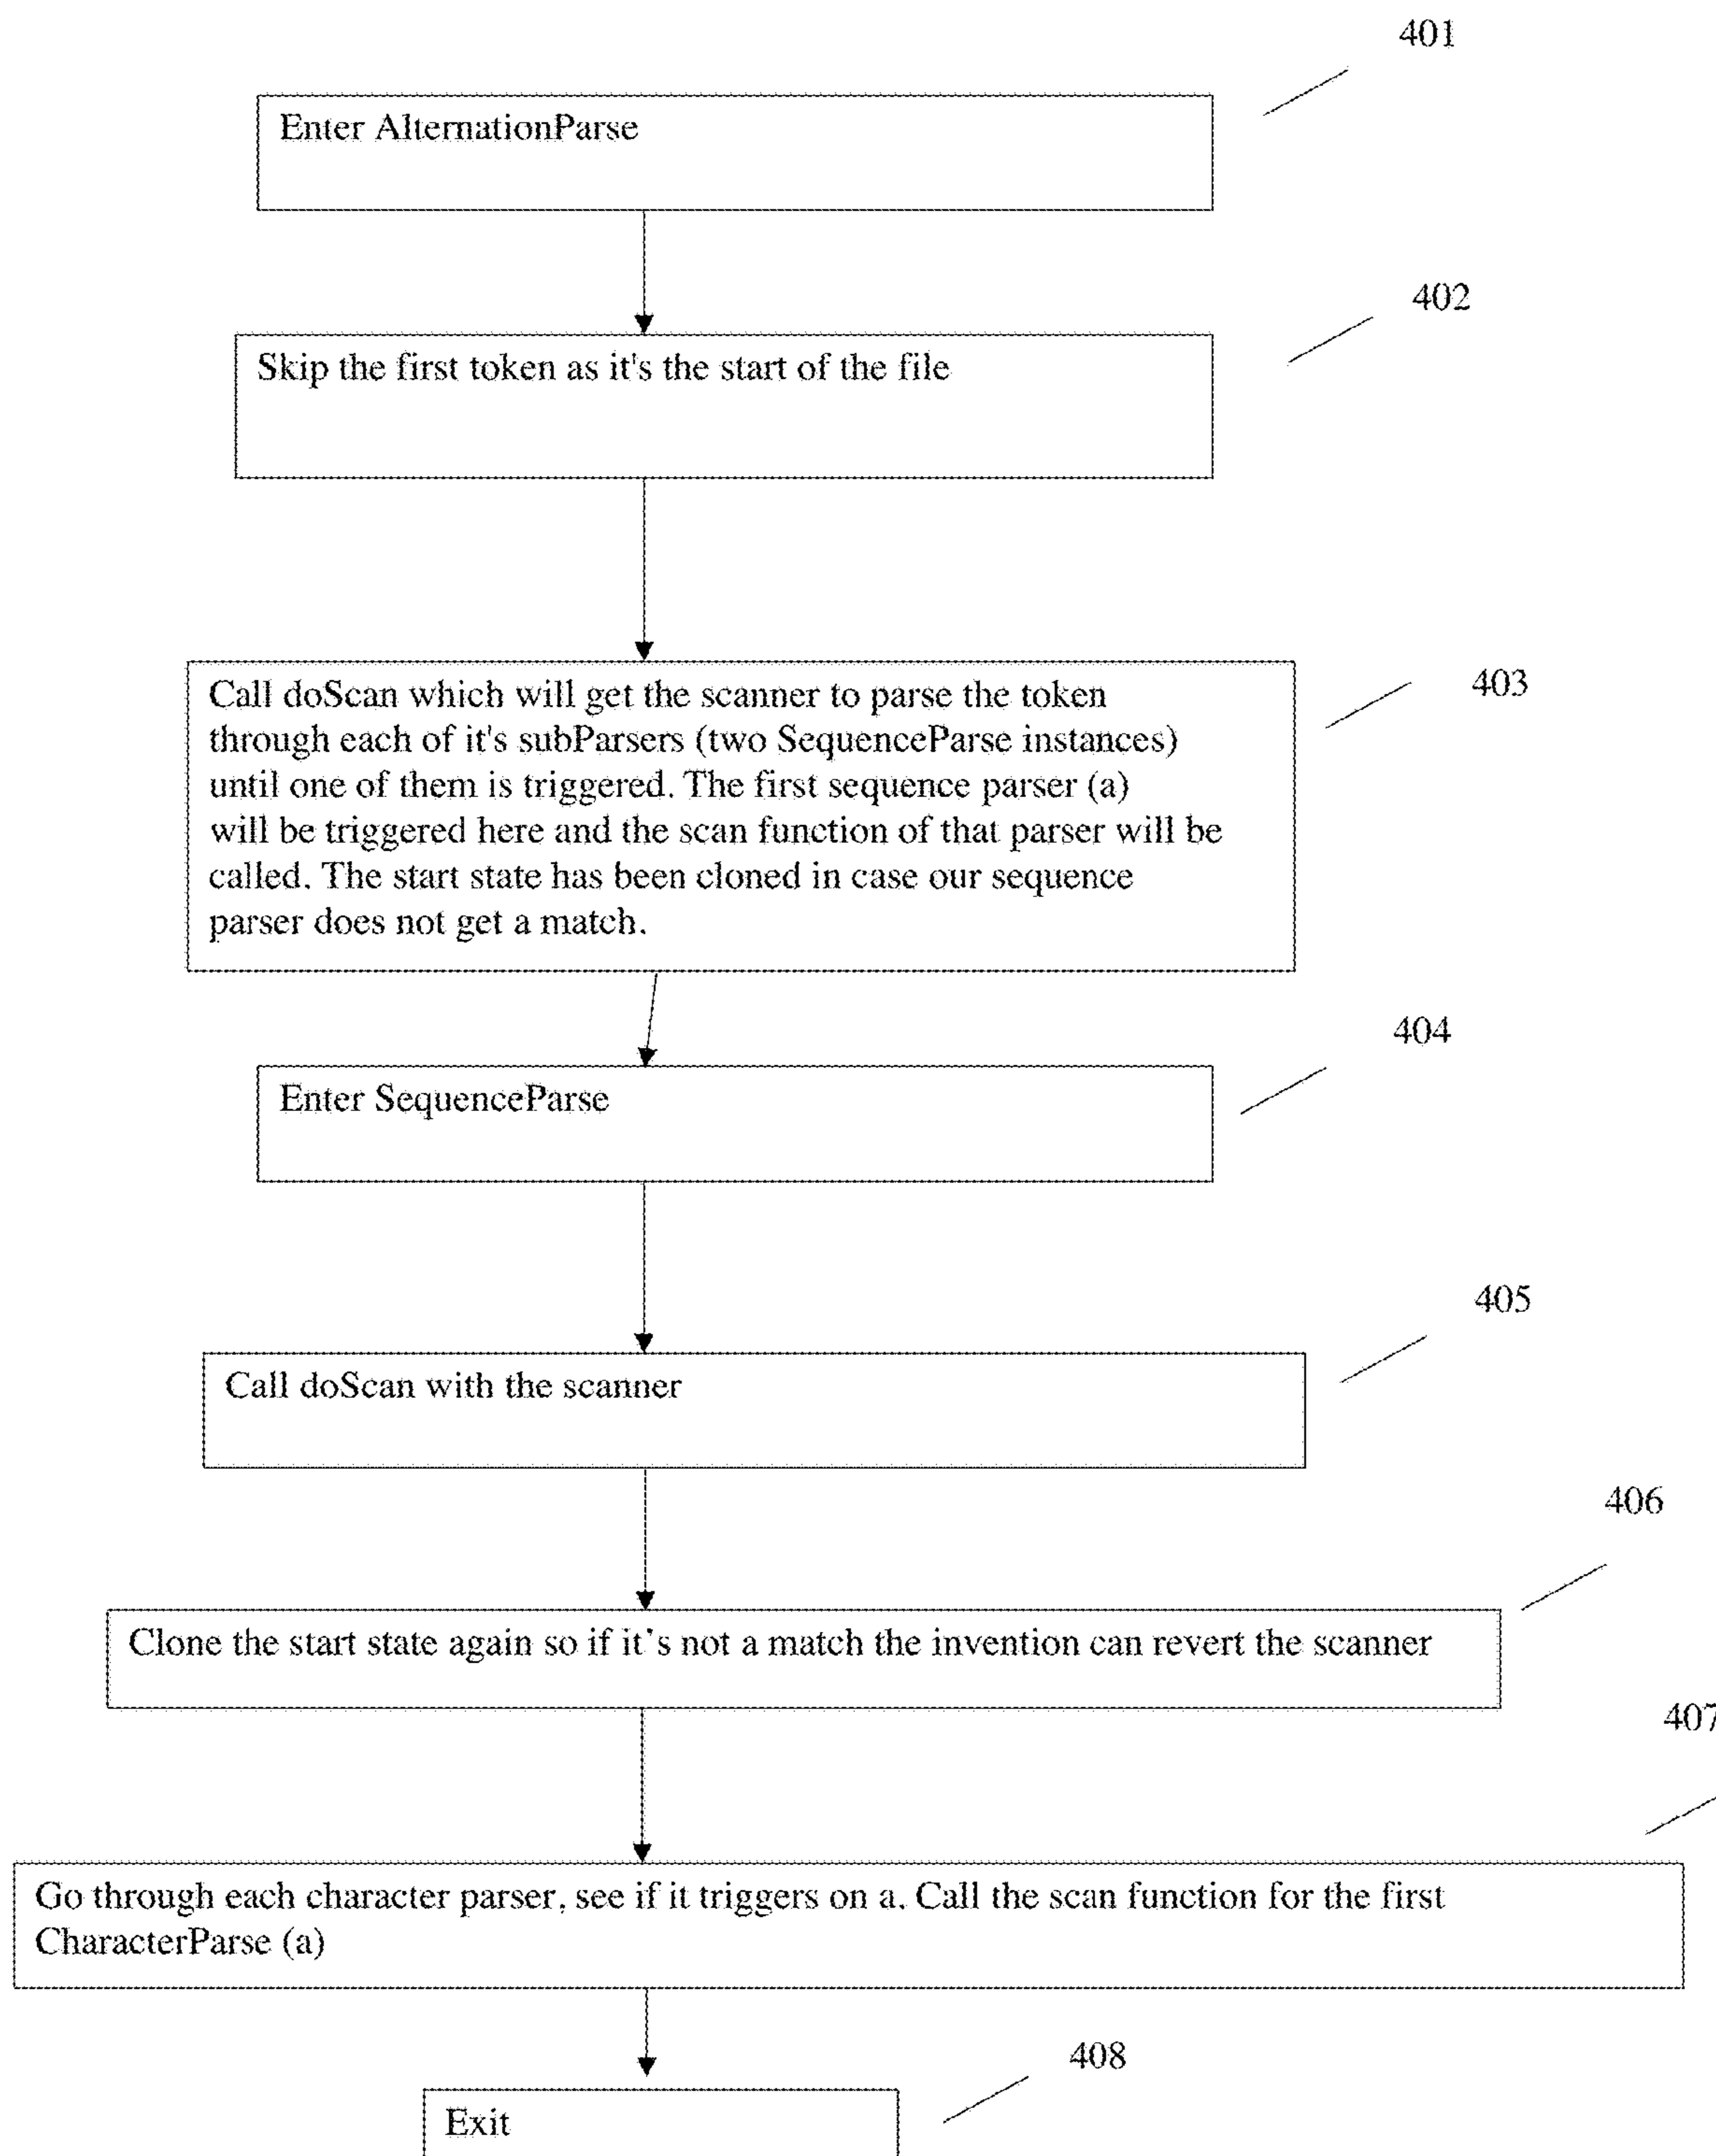 401
Enter AlternationParse
402
Skip the first token as it's the start of the file
403
Call doScan which will get the scanner to parse the token
through each of it's subParsers (two SequenceParse instances)
until one of them is triggered. The first sequence parser (a)
will be triggered here and the scan function of that parser will be
called. The start state has been cloned in case our sequence
parser does not get a match.
404
Enter SequenceParse
405
Call doScan with the scanner
406
Clone the start state again so if it's not a match the invention can revert the scanner
407
Go through each character parser, see if it triggers on a. Call the scan function for the first
CharacterParse (a)
408
Exit